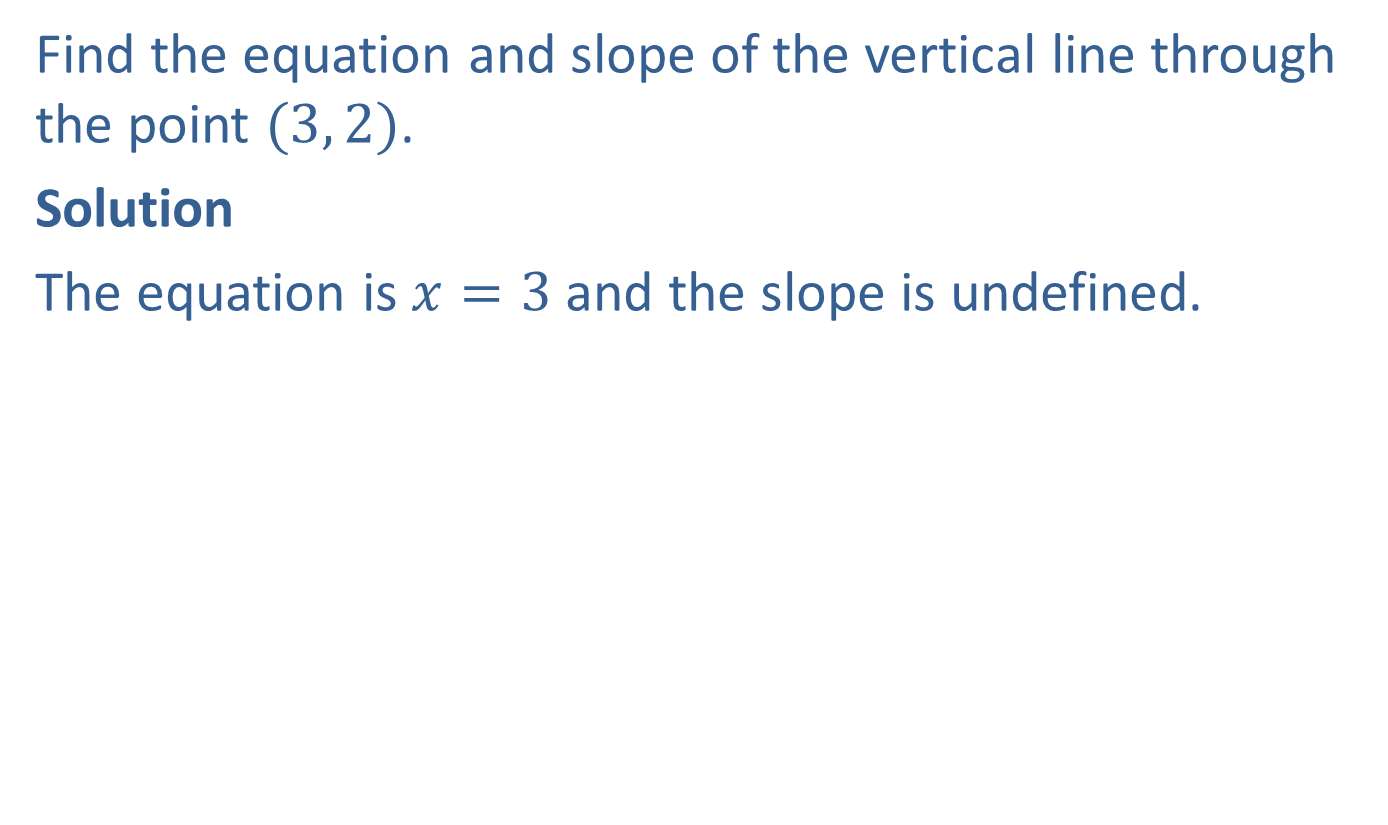 Find the equation and slope of the vertical line through
the point (3, 2).
Solution
The equation is x = 3 and the slope is undefined.